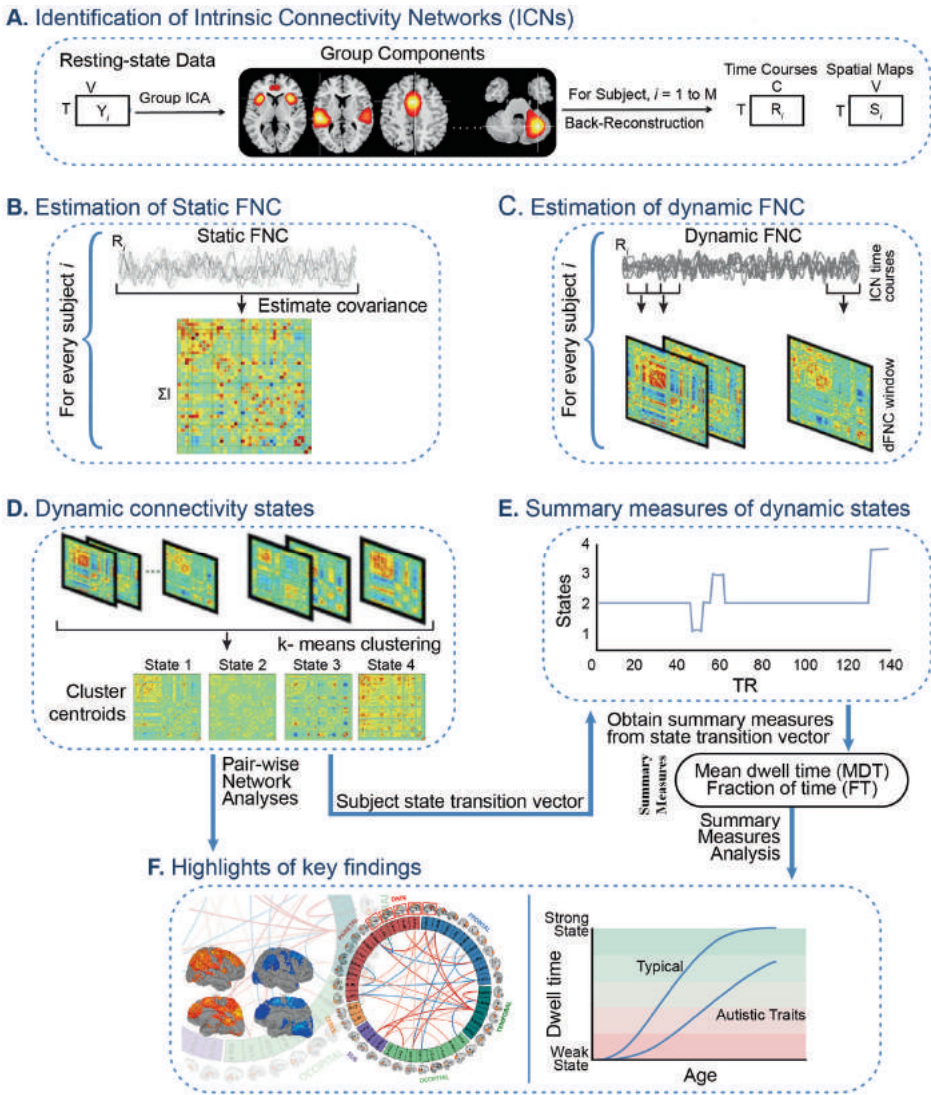 A. Identification of Intrinsic Connectivity Networks (ICNs)
Resting-state Data
V
T
Y i
Group ICA
Group Components
For Subject, i = 1 to M
Back-Reconstruction
Time Courses
C
T
R i
Spatial Maps
V
T
S i
B. Estimation of Static FNC
For every subject i
R i
Static FNC
Estimate covariance
ΣI
C. Estimation of dynamic FNC
For every subject i
R i
Dynamic FNC
ICN time
courses
dFNC window
D. Dynamic connectivity states
k- means clustering
State 1 State 2 State 3 State 4
Cluster
centroids
E. Summary measures of dynamic states
States
4
3
2
1
0 20 40 60 80 100 120 140
TR
Pair-wise
Network
Analyses
Subject state transition vector
Obtain summary measures
from state transition vector
Summary
Measures
Mean dwell time (MDT)
Fraction of time (FT)
Summary
Measures
Analysis
F. Highlights of key findings
DMN
FRONTAL
TEMPORAL
OCCIPITAL
PARIETAL
OCCIPITAL
Strong
State
Dwell time
Typical
Autistic Traits
Weak
State
Age